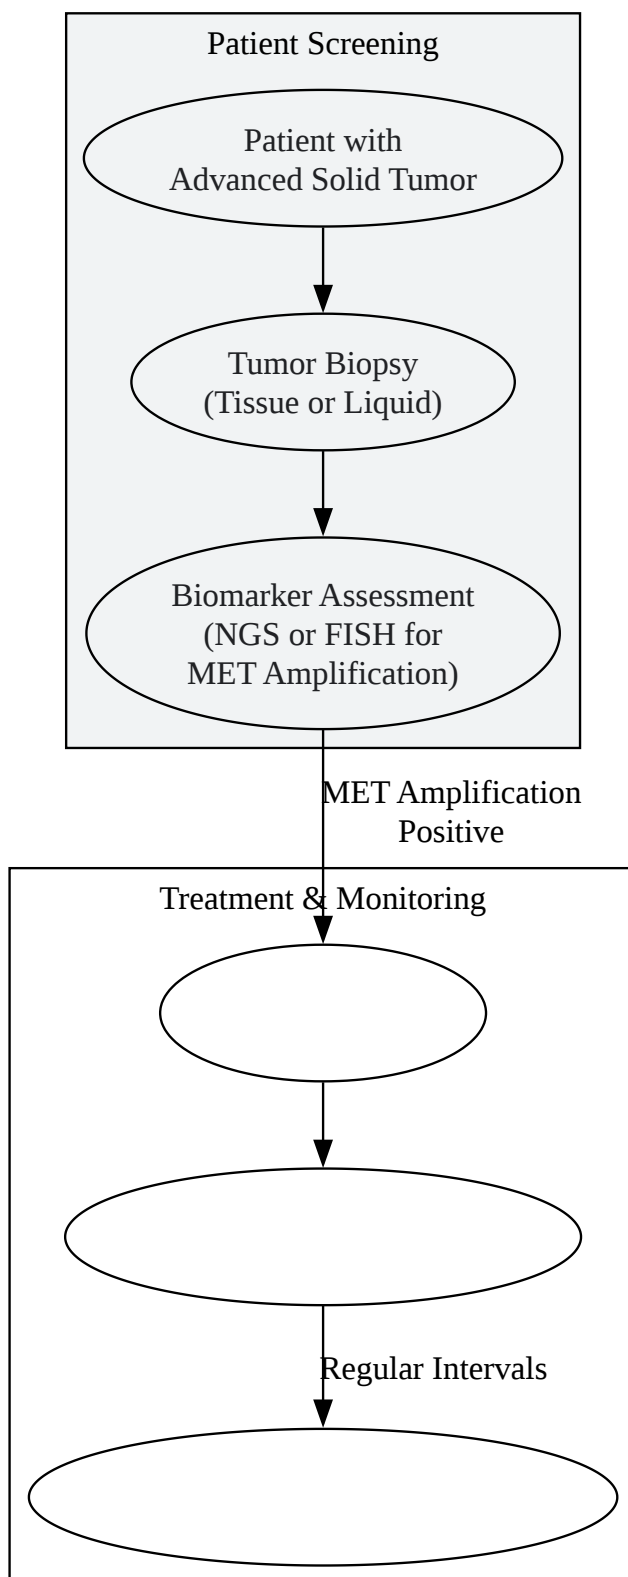 Patient Screening
Patient with
Advanced Solid Tumor
Tumor Biopsy
(Tissue or Liquid)
Biomarker Assessment
(NGS or FISH for
MET Amplification)
MET Amplification
Positive
Treatment & Monitoring
Regular Intervals